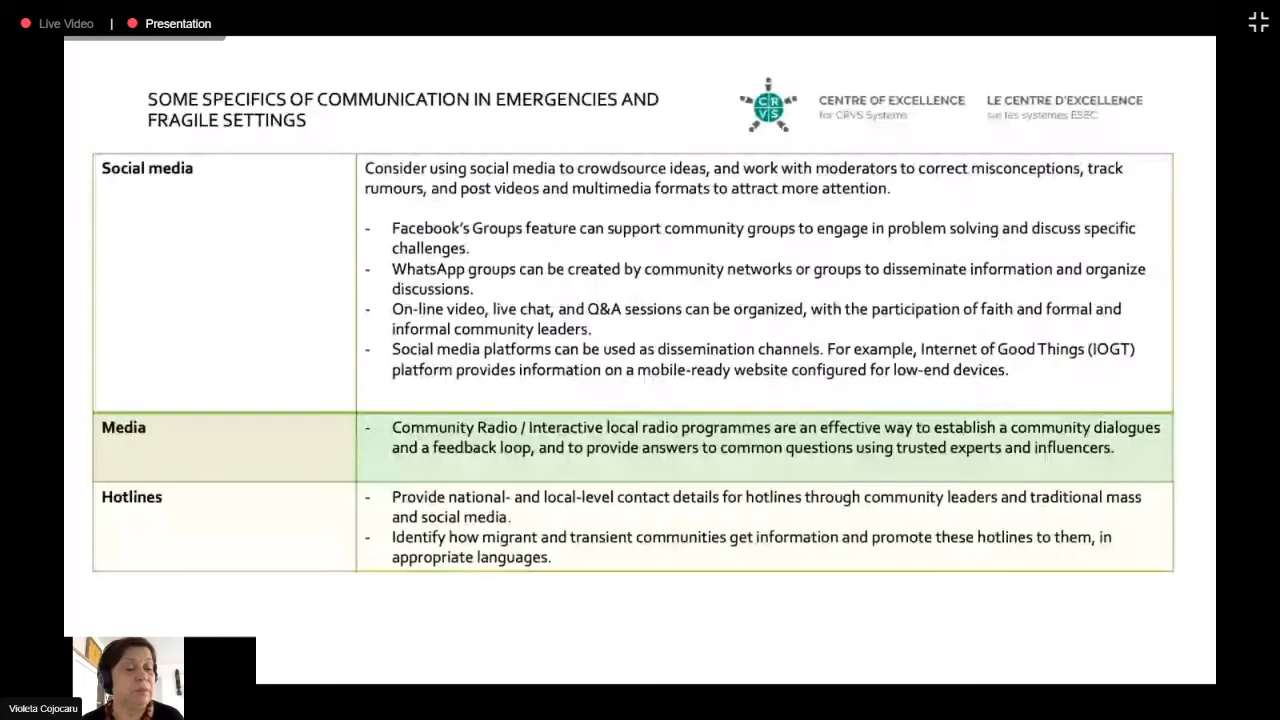 Live Video | Presentation
SOME SPECIFICS OF COMMUNICATION IN EMERGENCIES AND
FRAGILE SETTINGS
C R
V S
CENTRE OF EXCELLENCE
for CRVS Systems
LE CENTRE D'EXCELLENCE
sur les systèmes ESEC
Social media
Consider using social media to crowdsource ideas, and work with moderators to correct misconceptions, track
rumours, and post videos and multimedia formats to attract more attention.
- Facebook's Groups feature can support community groups to engage in problem solving and discuss specific
challenges.
- WhatsApp groups can be created by community networks or groups to disseminate information and organize
discussions.
- On-line video, live chat, and Q&A sessions can be organized, with the participation of faith and formal and
informal community leaders.
- Social media platforms can be used as dissemination channels. For example, Internet of Good Things (IOGT)
platform provides information on a mobile-ready website configured for low-end devices.
Media
- Community Radio / Interactive local radio programmes are an effective way to establish a community dialogues
and a feedback loop, and to provide answers to common questions using trusted experts and influencers.
Hotlines
- Provide national- and local-level contact details for hotlines through community leaders and traditional mass
and social media.
- Identify how migrant and transient communities get information and promote these hotlines to them, in
appropriate languages.
Violeta Cojocaru